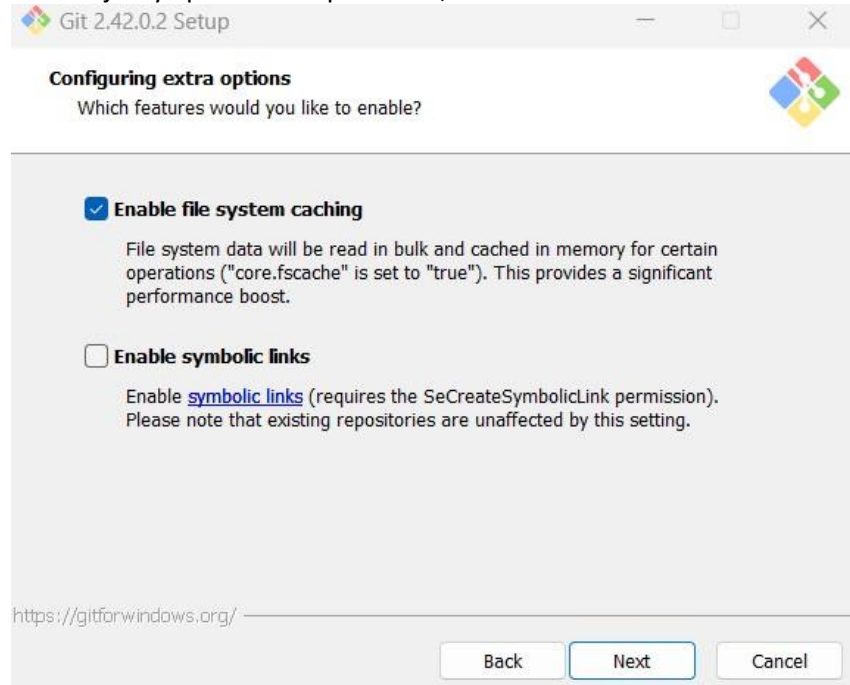 Git 2.42.0.2 Setup
Configuring extra options
Which features would you like to enable?
Enable file system caching
File system data will be read in bulk and cached in memory for certain
operations ("core.fscache" is set to "true"). This provides a significant
performance boost.
Enable symbolic links
Enable symbolic links (requires the SeCreateSymbolicLink permission).
Please note that existing repositories are unaffected by this setting.
https://gitforwindows.org/
Back Next Cancel